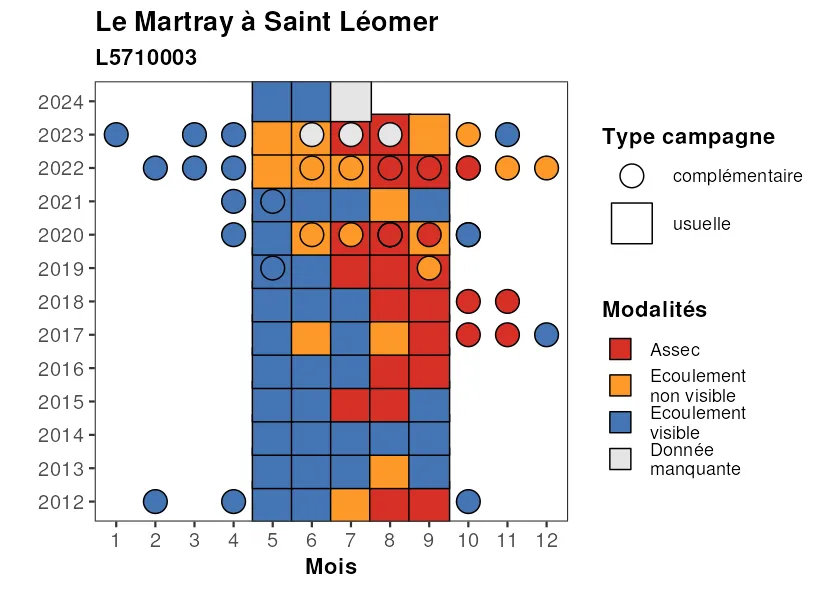 Le Martray à Saint Léomer
L5710003
2024
2023
2022
2021
2020
2019
2018
2017
2016
2015
2014
2013
2012
1 2 3 4 5 6 7 8 9 10 11 12
Mois
Type campagne
complémentaire
usuelle
Modalités
Assec
Ecoulement
non visible
Ecoulement
visible
Donnée
manquante